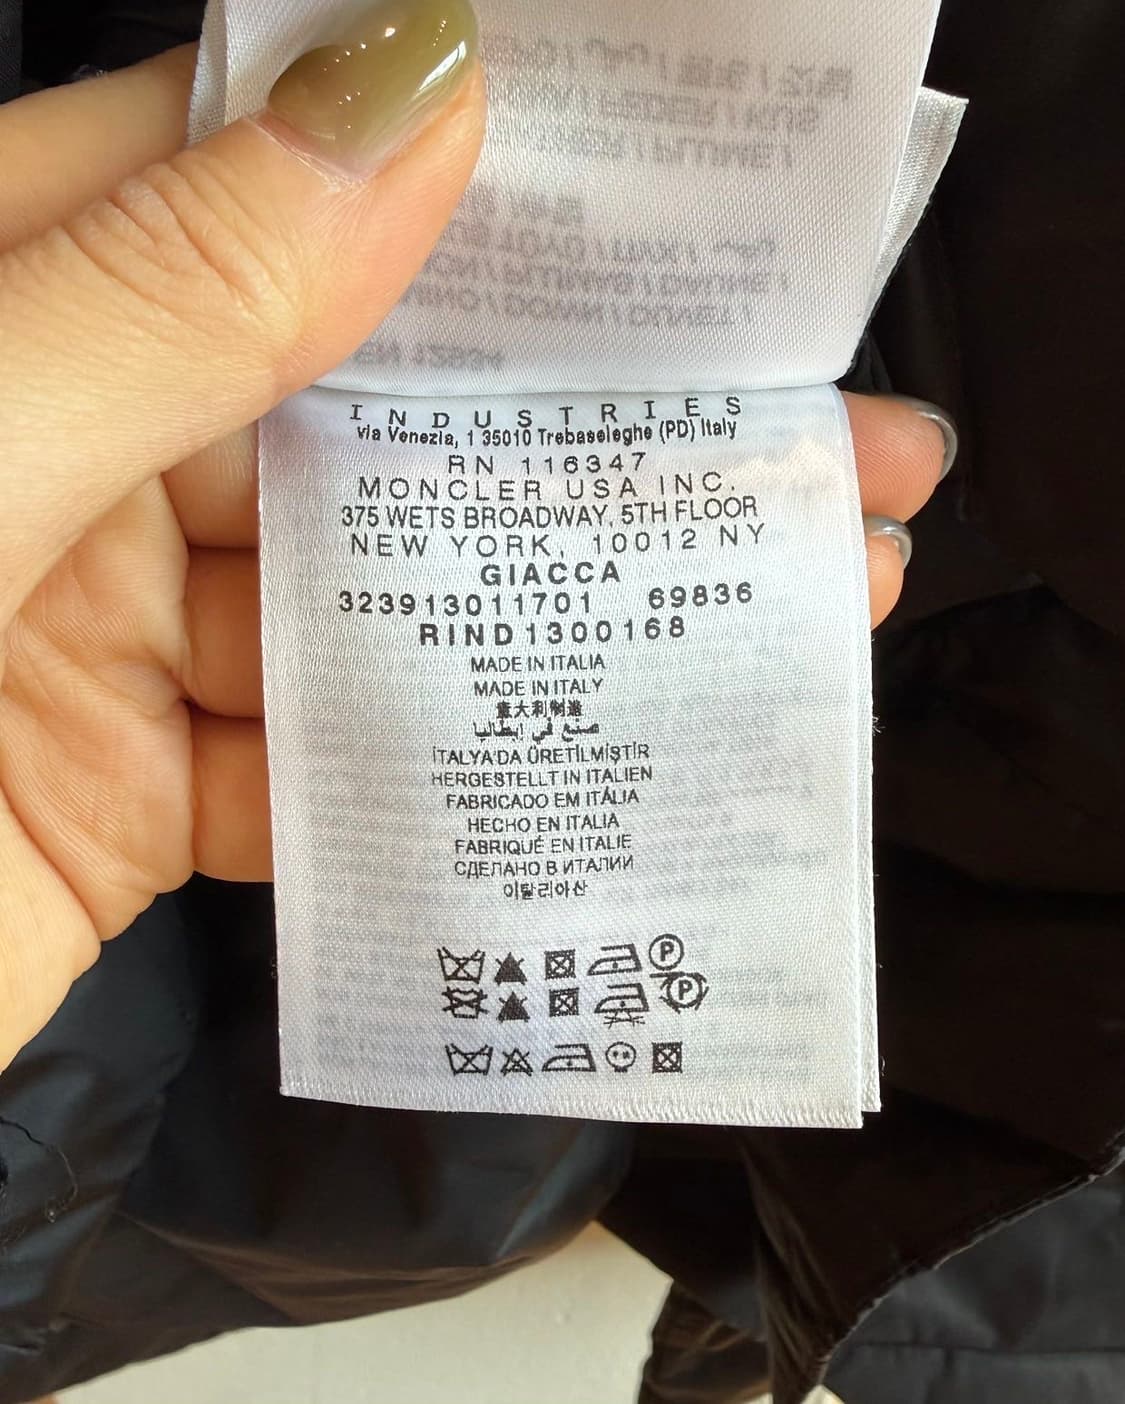 EN 12934
INDUSTRIES
Via Venezia, 1 35010 Trebaseleghe (PD) Italy
RN 116347
MONCLER USA INC.
375 WETS BROADWAY, 5TH FLOOR
NEW YORK, 10012 NY
GIACCA
323913011701 69836
RIND1300168
MADE IN ITALIA
MADE IN ITALY
意大利制造
صنع في إيطاليا
İTALYA'DA ÜRETİLMİŞTİR
HERGESTELLT IN ITALIEN
FABRICADO EM ITÁLIA
HECHO EN ITALIA
FABRIQUÉ EN ITALIE
СДЕЛАНО В ИТАЛИИ
이탈리아산
P
P